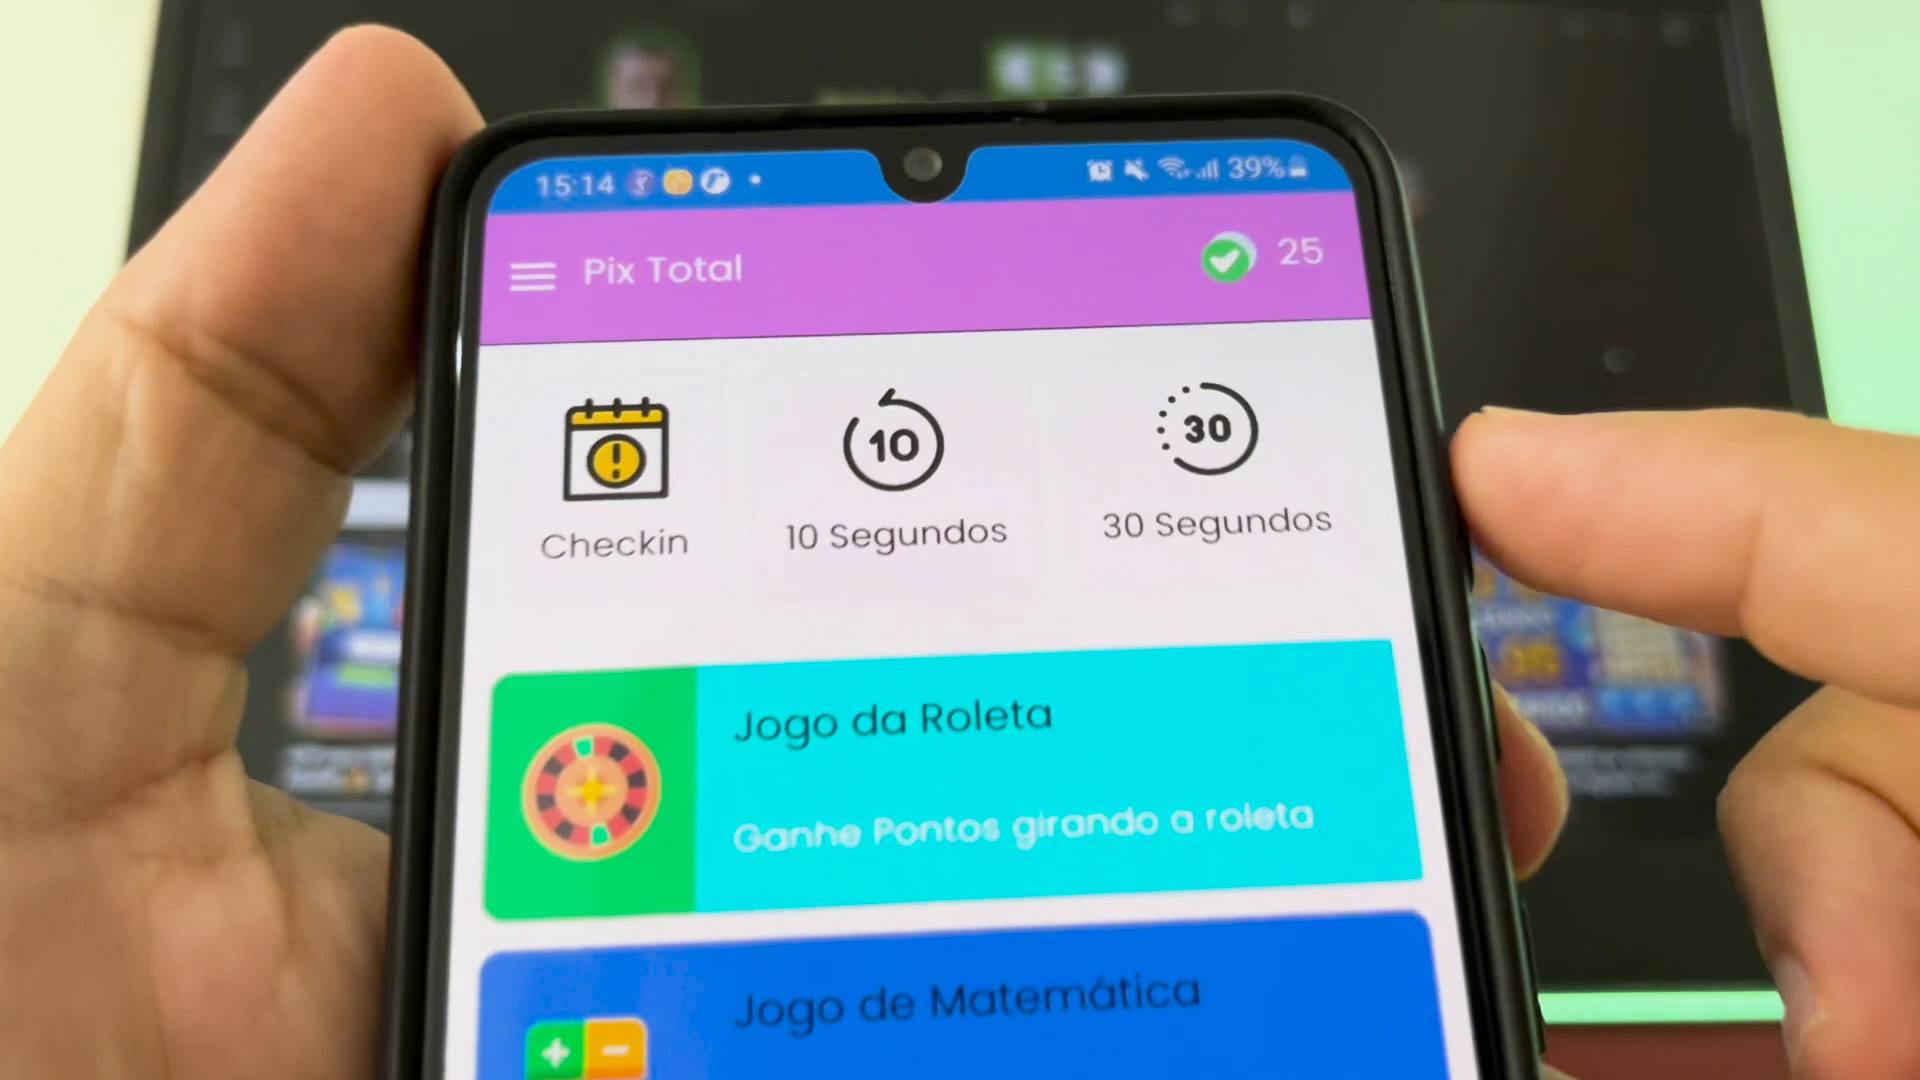 15:14
39%
Pix Total
25
10
30
Checkin
10 Segundos
30 Segundos
Jogo da Roleta
Ganhe Pontos girando a roleta
Jogo de Matemática